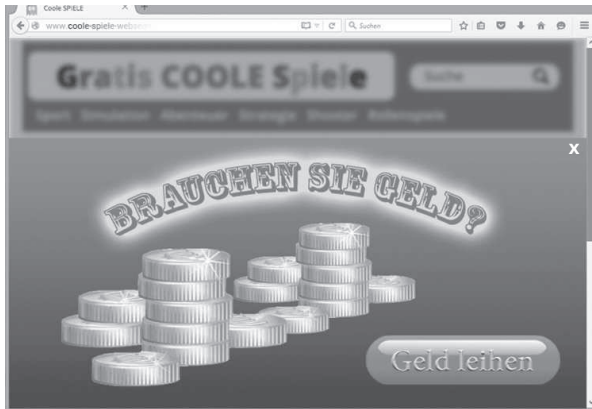 Coole SPIELE
www.coole-spiele-webseite
Suchen
Gratis COOLE Spiele
Suche
Sport Simulation Abenteuer Strategie Shooter Rollenspiele
X
BRAUCHEN SIE GELD?
Geld leihen